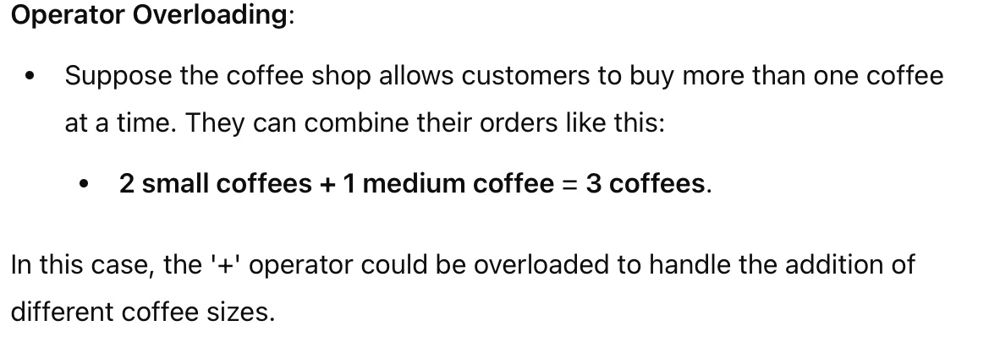 Operator Overloading:
• Suppose the coffee shop allows customers to buy more than one coffee
at a time. They can combine their orders like this:
• 2 small coffees + 1 medium coffee = 3 coffees.
In this case, the '+' operator could be overloaded to handle the addition of
different coffee sizes.